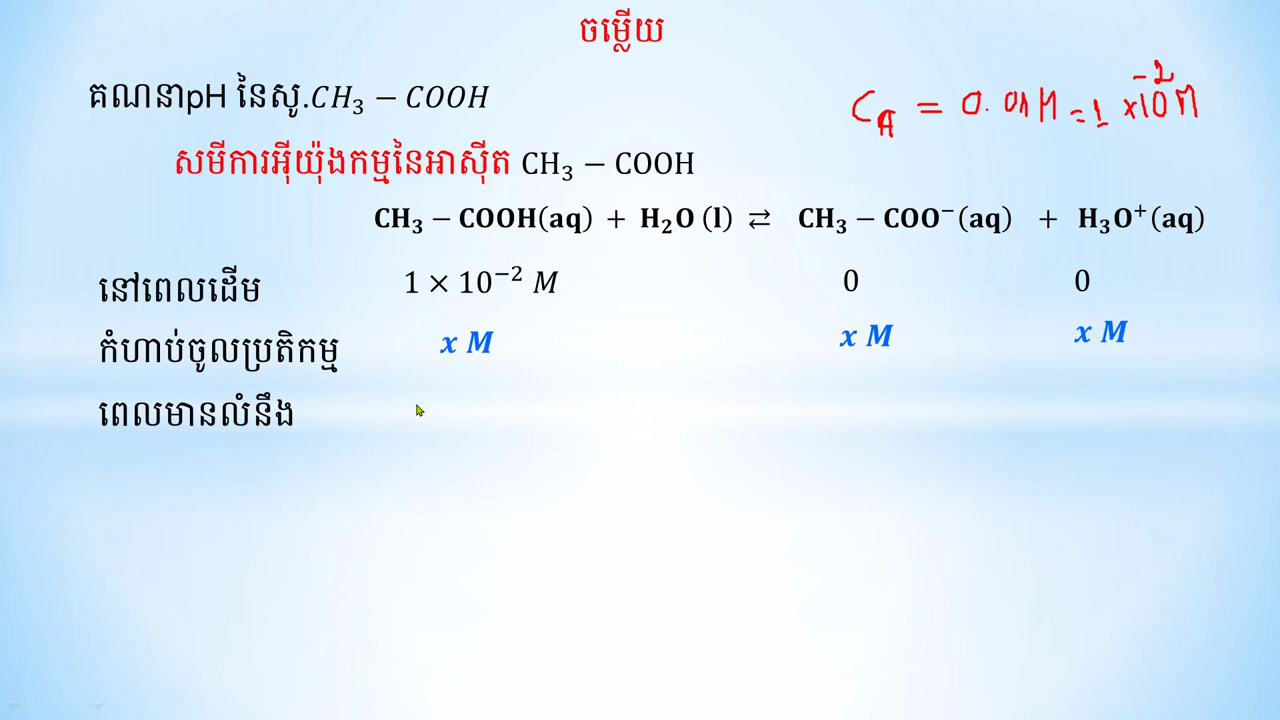 ចម្លើយ
គណនាpH នៃសូ.CH₃ − COOH
C_A = 0.01M = 1 ×10⁻²M
សមីការអ៊ីយ៉ុងកម្មនៃអាស៊ីត CH₃ − COOH
CH₃ − COOH(aq) + H₂O (l) ⇄ CH₃ − COO⁻(aq) + H₃O⁺(aq)
នៅពេលដើម 1 × 10⁻² M 0 0
កំហាប់ចូលប្រតិកម្ម x M x M x M
ពេលមានលំនឹង